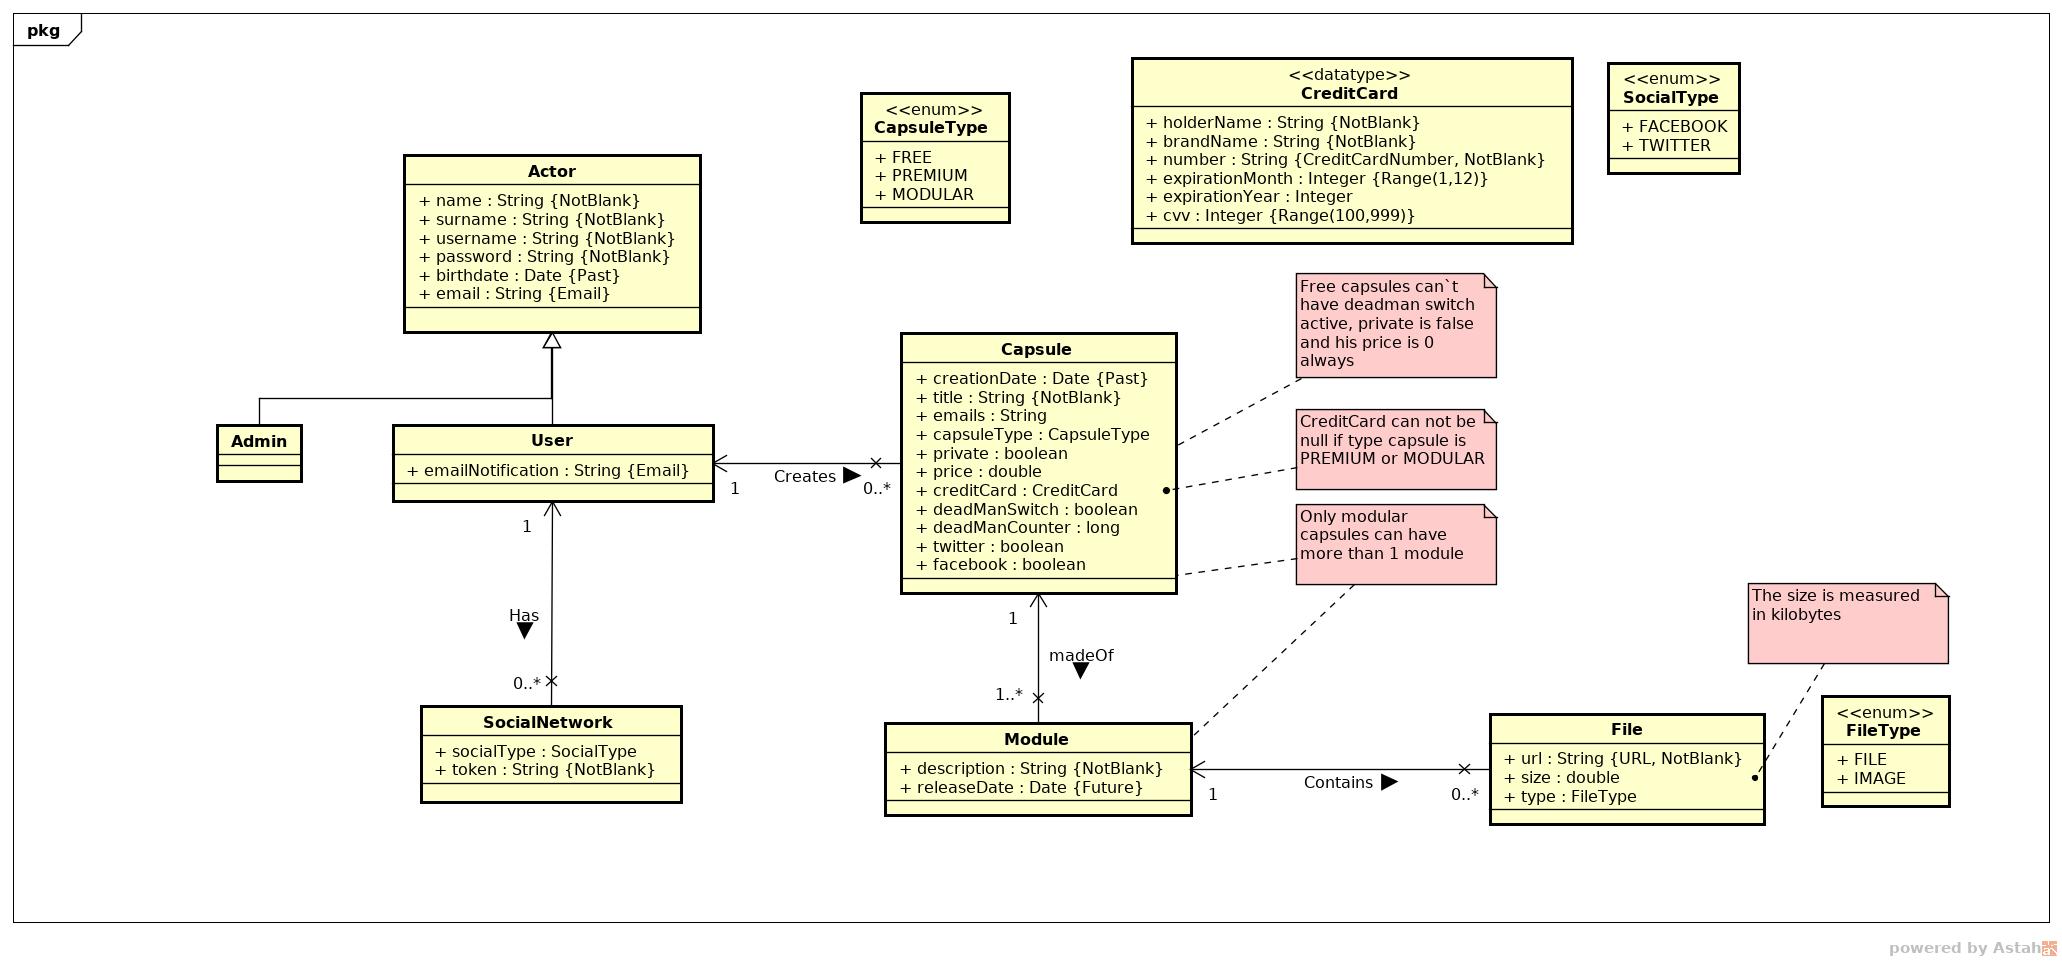 pkg
<<datatype>>
CreditCard
+ holderName : String {NotBlank}
+ brandName : String {NotBlank}
+ number : String {CreditCardNumber, NotBlank}
+ expirationMonth : Integer {Range(1,12)}
+ expirationYear : Integer
+ cvv : Integer {Range(100,999)}
<<enum>>
SocialType
+ FACEBOOK
+ TWITTER
<<enum>>
CapsuleType
+ FREE
+ PREMIUM
+ MODULAR
Actor
+ name : String {NotBlank}
+ surname : String {NotBlank}
+ username : String {NotBlank}
+ password : String {NotBlank}
+ birthdate : Date {Past}
+ email : String {Email}
Free capsules can`t
have deadman switch
active, private is false
and his price is 0
always
Capsule
+ creationDate : Date {Past}
+ title : String {NotBlank}
+ emails : String
+ capsuleType : CapsuleType
+ private : boolean
+ price : double
+ creditCard : CreditCard
+ deadManSwitch : boolean
+ deadManCounter : long
+ twitter : boolean
+ facebook : boolean
CreditCard can not be
null if type capsule is
PREMIUM or MODULAR
Admin
User
+ emailNotification : String {Email}
Creates
1
0..*
Only modular
capsules can have
more than 1 module
1
Has
0..*
1
madeOf
1..*
The size is measured
in kilobytes
SocialNetwork
+ socialType : SocialType
+ token : String {NotBlank}
Module
+ description : String {NotBlank}
+ releaseDate : Date {Future}
Contains
1
0..*
File
+ url : String {URL, NotBlank}
+ size : double
+ type : FileType
<<enum>>
FileType
+ FILE
+ IMAGE
powered by Astah